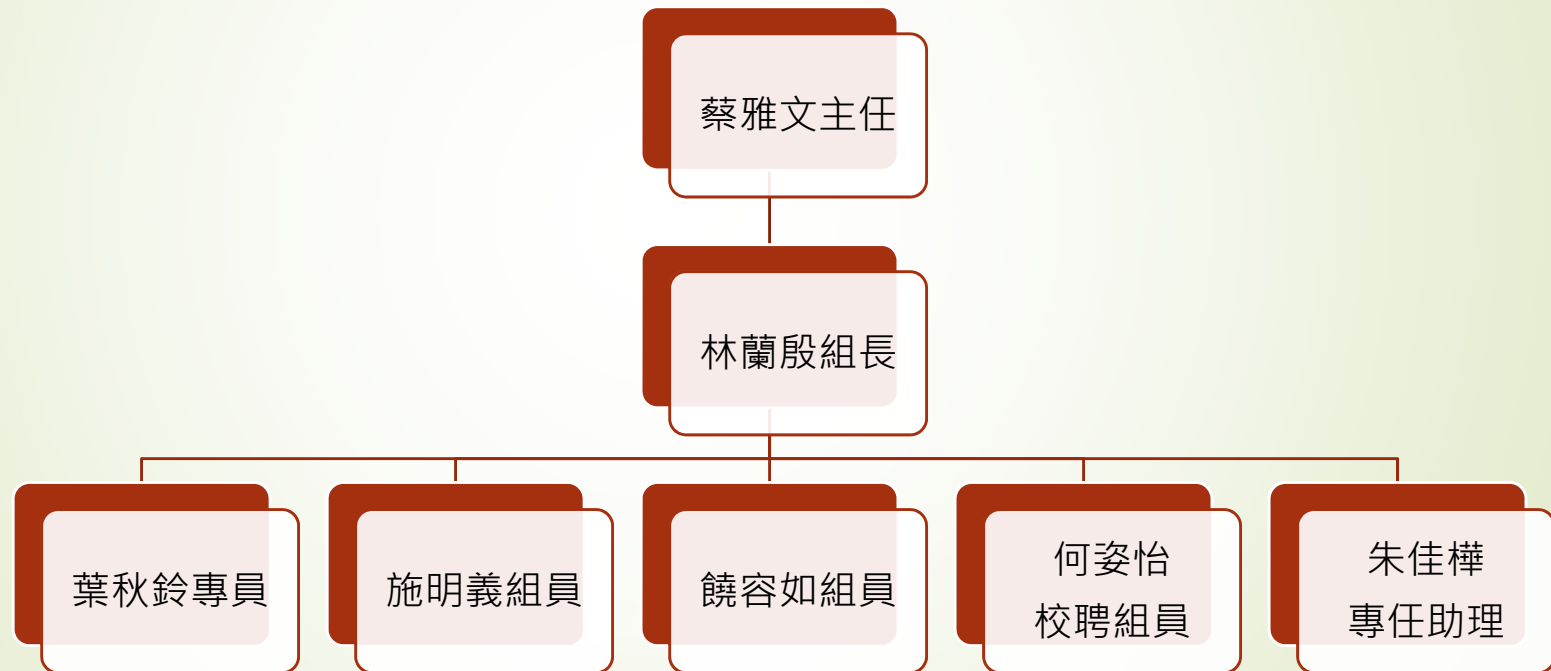 蔡雅文主任
林蘭殷組長
葉秋鈴專員
施明義組員
饒容如組員
何姿怡
校聘組員
朱佳樺
專任助理